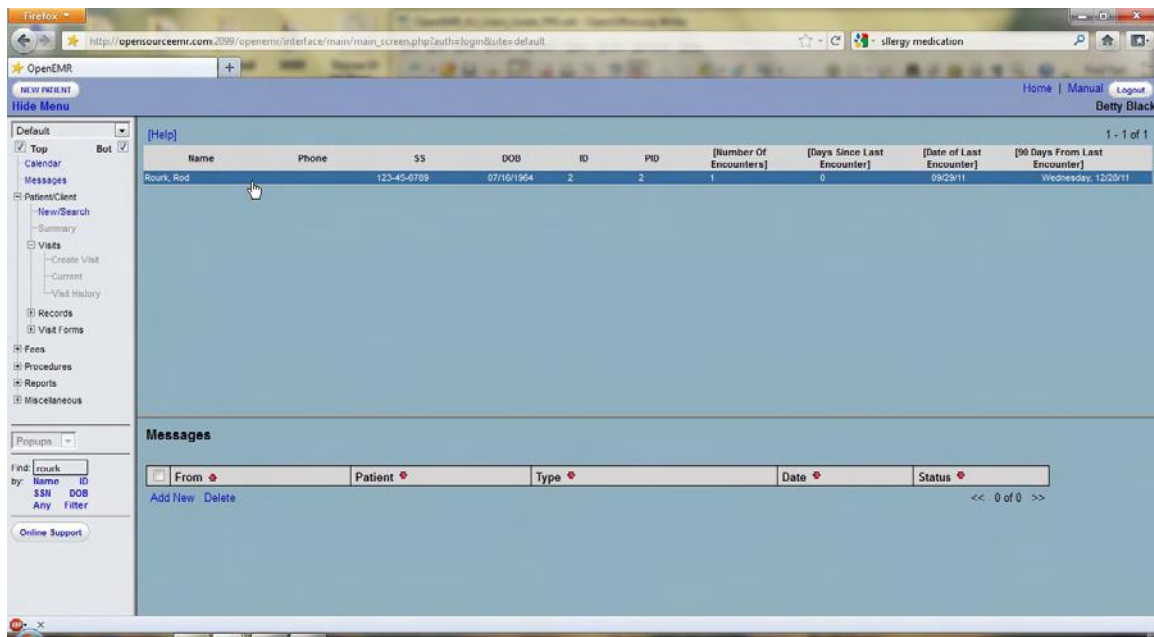 Firefox
http://opensourceemr.com:2099/openemr/interface/main/main_screen.php?auth=login&site=default
sllergy medication
OpenEMR
+
NEW PATIENT
Home | Manual Logout
Hide Menu
Betty Black
Default
[Help]
1 - 1 of 1
Top Bot
Name Phone SS DOB ID PID [Number Of Encounters] [Days Since Last Encounter] [Date of Last Encounter] [90 Days From Last Encounter]
Rourk, Rod 123-45-6789 07/16/1964 2 2 1 0 09/29/11 Wednesday, 12/28/11
Calendar
Messages
Patient/Client
New/Search
Summary
Visits
Create Visit
Current
Visit History
Records
Visit Forms
Fees
Procedures
Reports
Miscellaneous
Popups
Messages
Find: rourk
by: Name ID
SSN DOB
Any Filter
From Patient Type Date Status
Add New Delete << 0 of 0 >>
Online Support